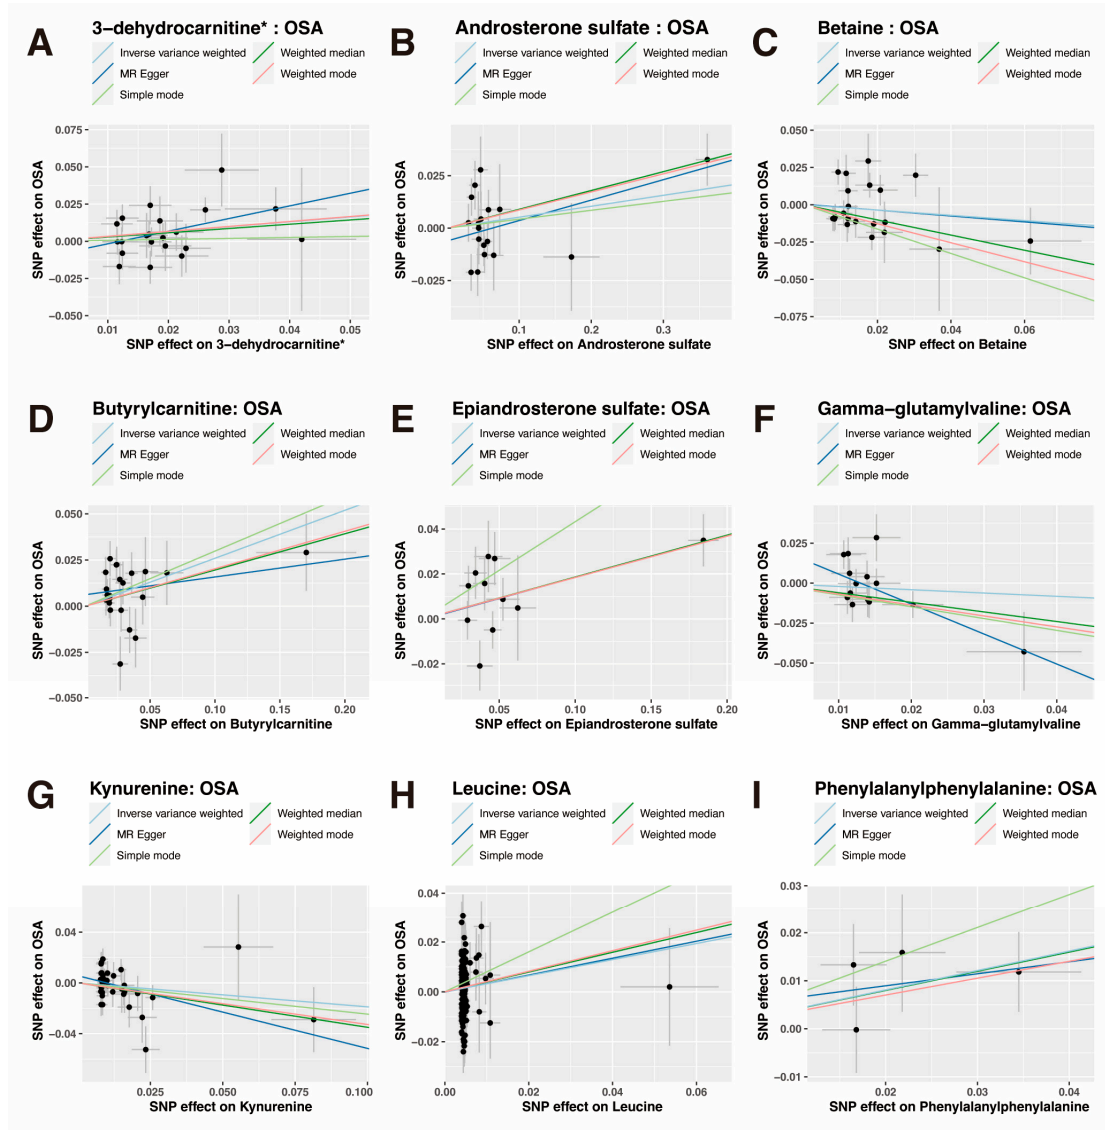 A
3−dehydrocarnitine* : OSA
Inverse variance weighted
Weighted median
MR Egger
Weighted mode
Simple mode
SNP effect on OSA
0.075
0.050
0.025
0.000
−0.025
−0.050
0.01 0.02 0.03 0.04 0.05
SNP effect on 3−dehydrocarnitine*
B
Androsterone sulfate : OSA
Inverse variance weighted
Weighted median
MR Egger
Weighted mode
Simple mode
SNP effect on OSA
0.025
0.000
−0.025
0.1 0.2 0.3
SNP effect on Androsterone sulfate
C
Betaine : OSA
Inverse variance weighted
Weighted median
MR Egger
Weighted mode
Simple mode
SNP effect on OSA
0.050
0.025
0.000
−0.025
−0.050
−0.075
0.02 0.04 0.06
SNP effect on Betaine
D
Butyrylcarnitine: OSA
Inverse variance weighted
Weighted median
MR Egger
Weighted mode
Simple mode
SNP effect on OSA
0.050
0.025
0.000
−0.025
−0.050
0.05 0.10 0.15 0.20
SNP effect on Butyrylcarnitine
E
Epiandrosterone sulfate: OSA
Inverse variance weighted
Weighted median
MR Egger
Weighted mode
Simple mode
SNP effect on OSA
0.04
0.02
0.00
−0.02
0.05 0.10 0.15 0.20
SNP effect on Epiandrosterone sulfate
F
Gamma−glutamylvaline: OSA
Inverse variance weighted
Weighted median
MR Egger
Weighted mode
Simple mode
SNP effect on OSA
0.025
0.000
−0.025
−0.050
0.01 0.02 0.03 0.04
SNP effect on Gamma−glutamylvaline
G
Kynurenine: OSA
Inverse variance weighted
Weighted median
MR Egger
Weighted mode
Simple mode
SNP effect on OSA
0.04
0.00
−0.04
0.025 0.050 0.075 0.100
SNP effect on Kynurenine
H
Leucine: OSA
Inverse variance weighted
Weighted median
MR Egger
Weighted mode
Simple mode
SNP effect on OSA
0.04
0.02
0.00
−0.02
0.00 0.02 0.04 0.06
SNP effect on Leucine
I
Phenylalanylphenylalanine: OSA
Inverse variance weighted
Weighted median
MR Egger
Weighted mode
Simple mode
SNP effect on OSA
0.03
0.02
0.01
0.00
−0.01
0.02 0.03 0.04
SNP effect on Phenylalanylphenylalanine